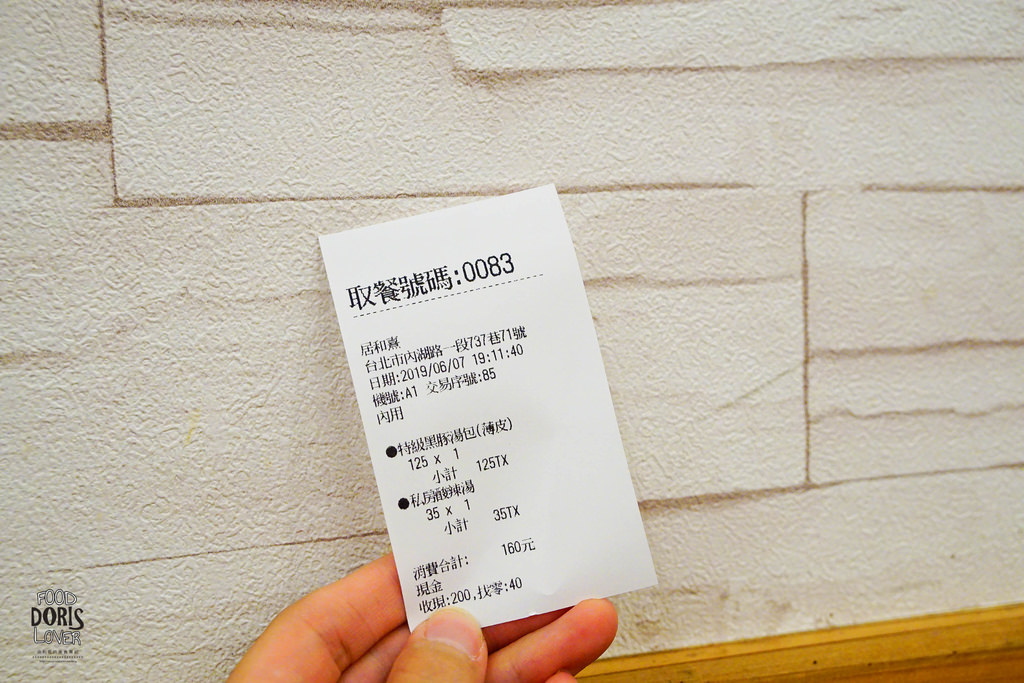 取餐號碼:0083
居和熹
台北市內湖路一段737巷71號
日期:2019/06/07 19:11:40
機號:A1 交易序號:85
內用
●特級黑豚湯包(薄皮)
125 x 1
小計 125TX
●私房酸辣湯
35 x 1
小計 35TX
消費合計: 160元
現金
收現:200,找零:40
FOOD
DORIS
LOVER